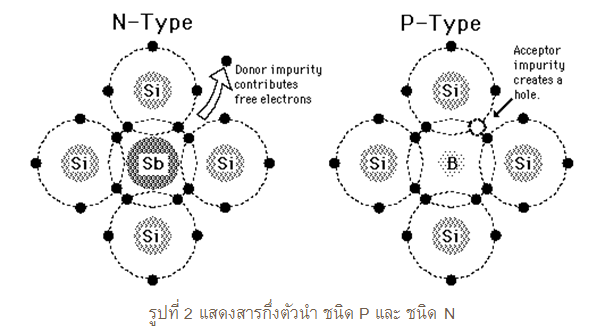 N-Type
P-Type
Donor impurity
contributes
free electrons
Acceptor
impurity
creates a
hole.
Si
Si
Si
Sb
Si
Si
B
Si
Si
Si
รูปที่ 2 แสดงสารกึ่งตัวนำ ชนิด P และ ชนิด N